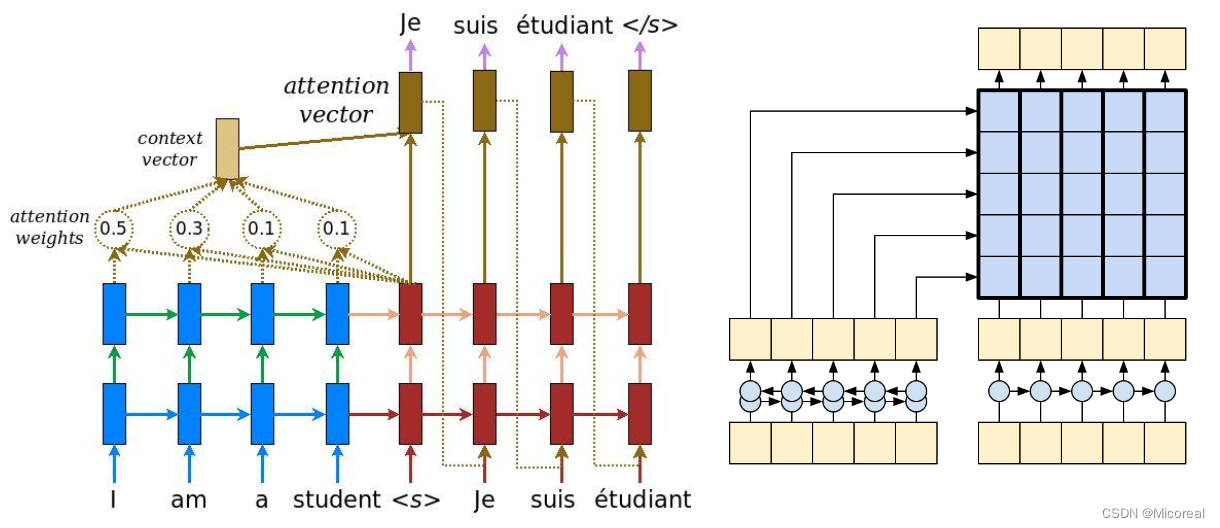 Je suis étudiant </s>
attention
vector
context
vector
attention
weights
0.5 0.3 0.1 0.1
I am a student <s> Je suis étudiant
CSDN @Micoreal